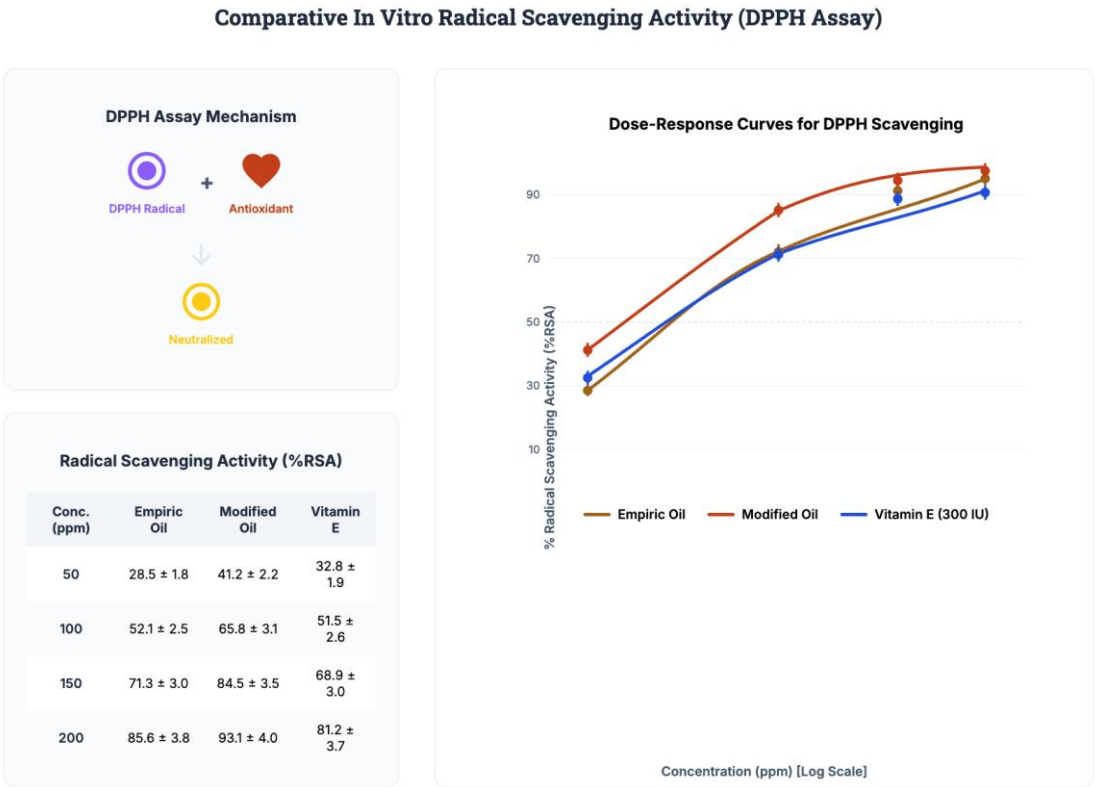 Comparative In Vitro Radical Scavenging Activity (DPPH Assay)
DPPH Assay Mechanism
+
DPPH Radical
Antioxidant
Neutralized
Radical Scavenging Activity (%RSA)
Conc. (ppm) Empiric Oil Modified Oil Vitamin E
50 28.5 ± 1.8 41.2 ± 2.2 32.8 ± 1.9
100 52.1 ± 2.5 65.8 ± 3.1 51.5 ± 2.6
150 71.3 ± 3.0 84.5 ± 3.5 68.9 ± 3.0
200 85.6 ± 3.8 93.1 ± 4.0 81.2 ± 3.7
Dose-Response Curves for DPPH Scavenging
90
70
50
30
10
% Radical Scavenging Activity (%RSA)
Empiric Oil
Modified Oil
Vitamin E (300 IU)
Concentration (ppm) [Log Scale]